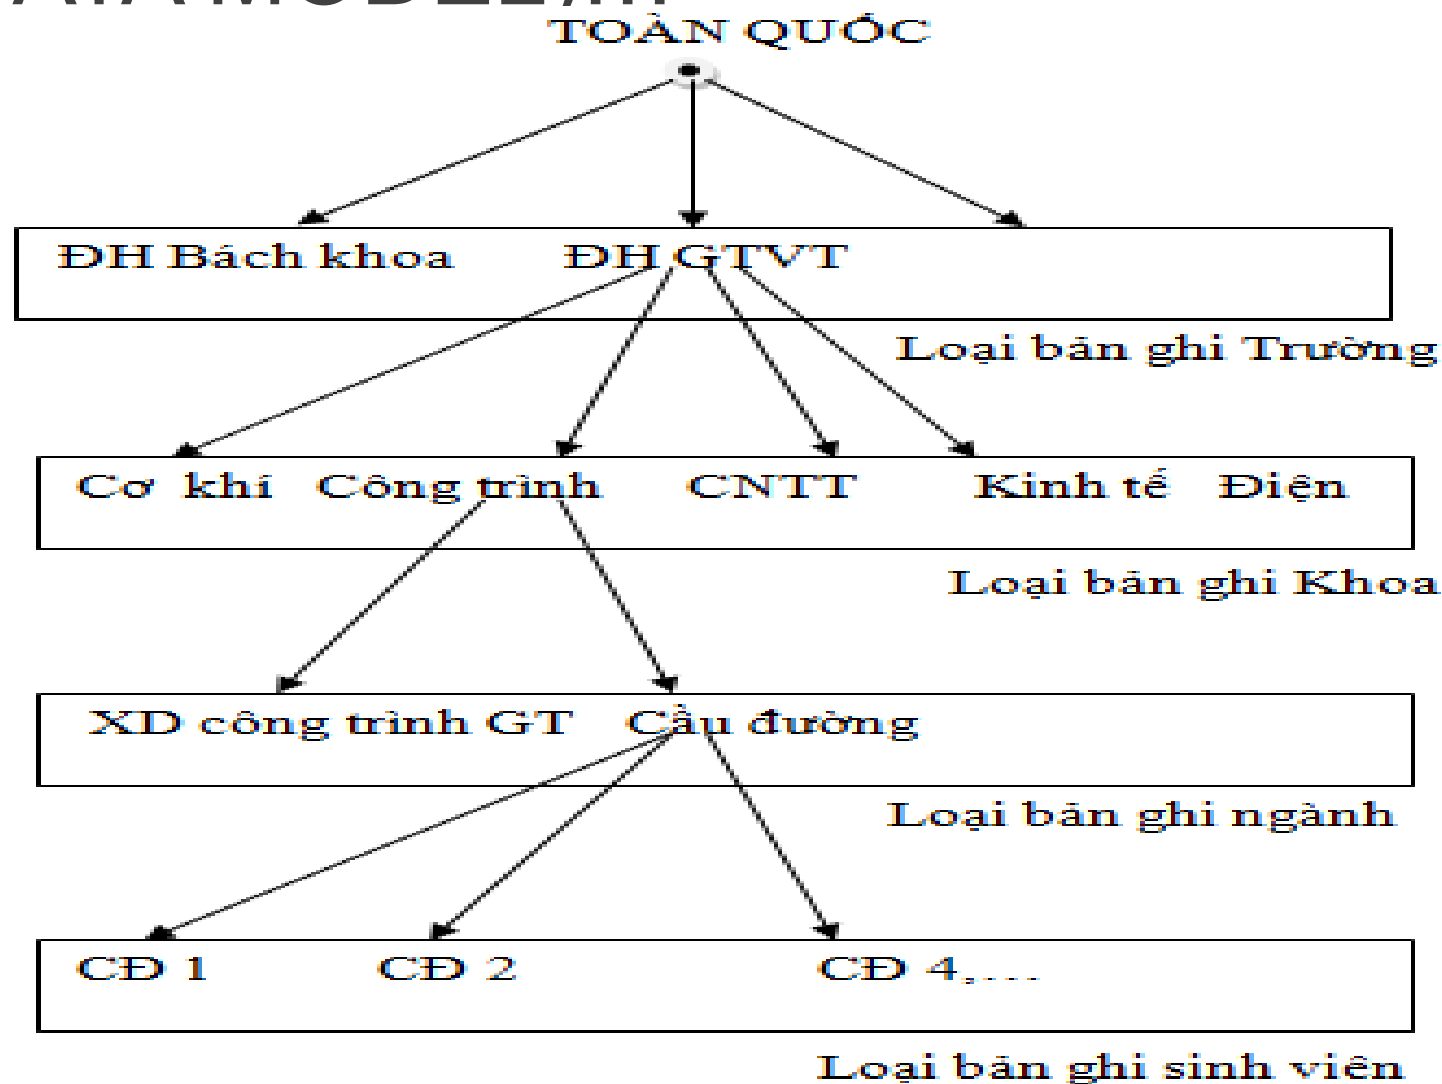 TOÀN QUỐC
ĐH Bách khoa ĐH GTVT
Loại bản ghi Trường
Cơ khí Công trình CNTT Kinh tế Điện
Loại bản ghi Khoa
XD công trình GT Cầu đường
Loại bản ghi ngành
CĐ 1 CĐ 2 CĐ 4,...
Loại bản ghi sinh viên